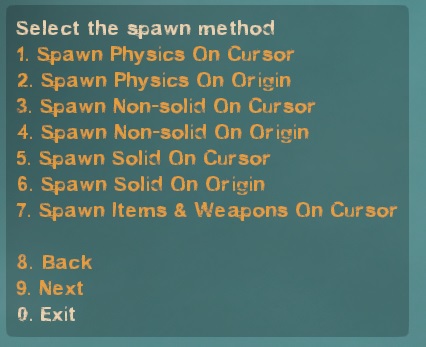 Select the spawn method
1. Spawn Physics On Cursor
2. Spawn Physics On Origin
3. Spawn Non-solid On Cursor
4. Spawn Non-solid On Origin
5. Spawn Solid On Cursor
6. Spawn Solid On Origin
7. Spawn Items & Weapons On Cursor
8. Back
9. Next
0. Exit